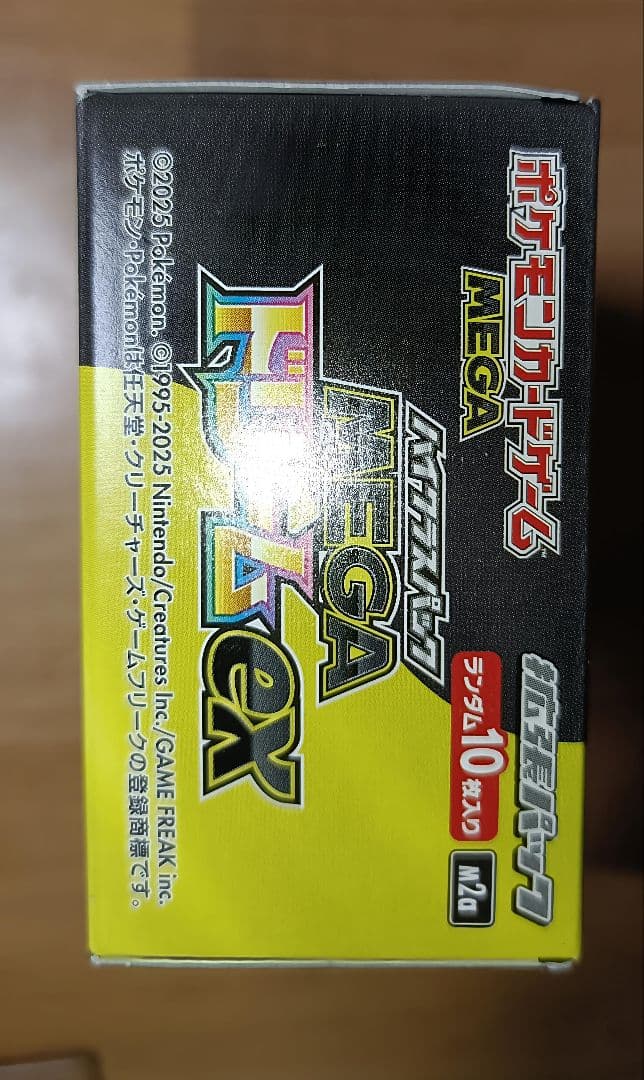 ポケモンカードゲーム™
MEGA
拡張パック
ランダム10枚入り
M2a
ハイクラスパック
MEGA
ドリームex
©2025 Pokémon. ©1995-2025 Nintendo/Creatures Inc./GAME FREAK inc.
ポケモン・Pokémonは任天堂・クリーチャーズ・ゲームフリークの登録商標です。